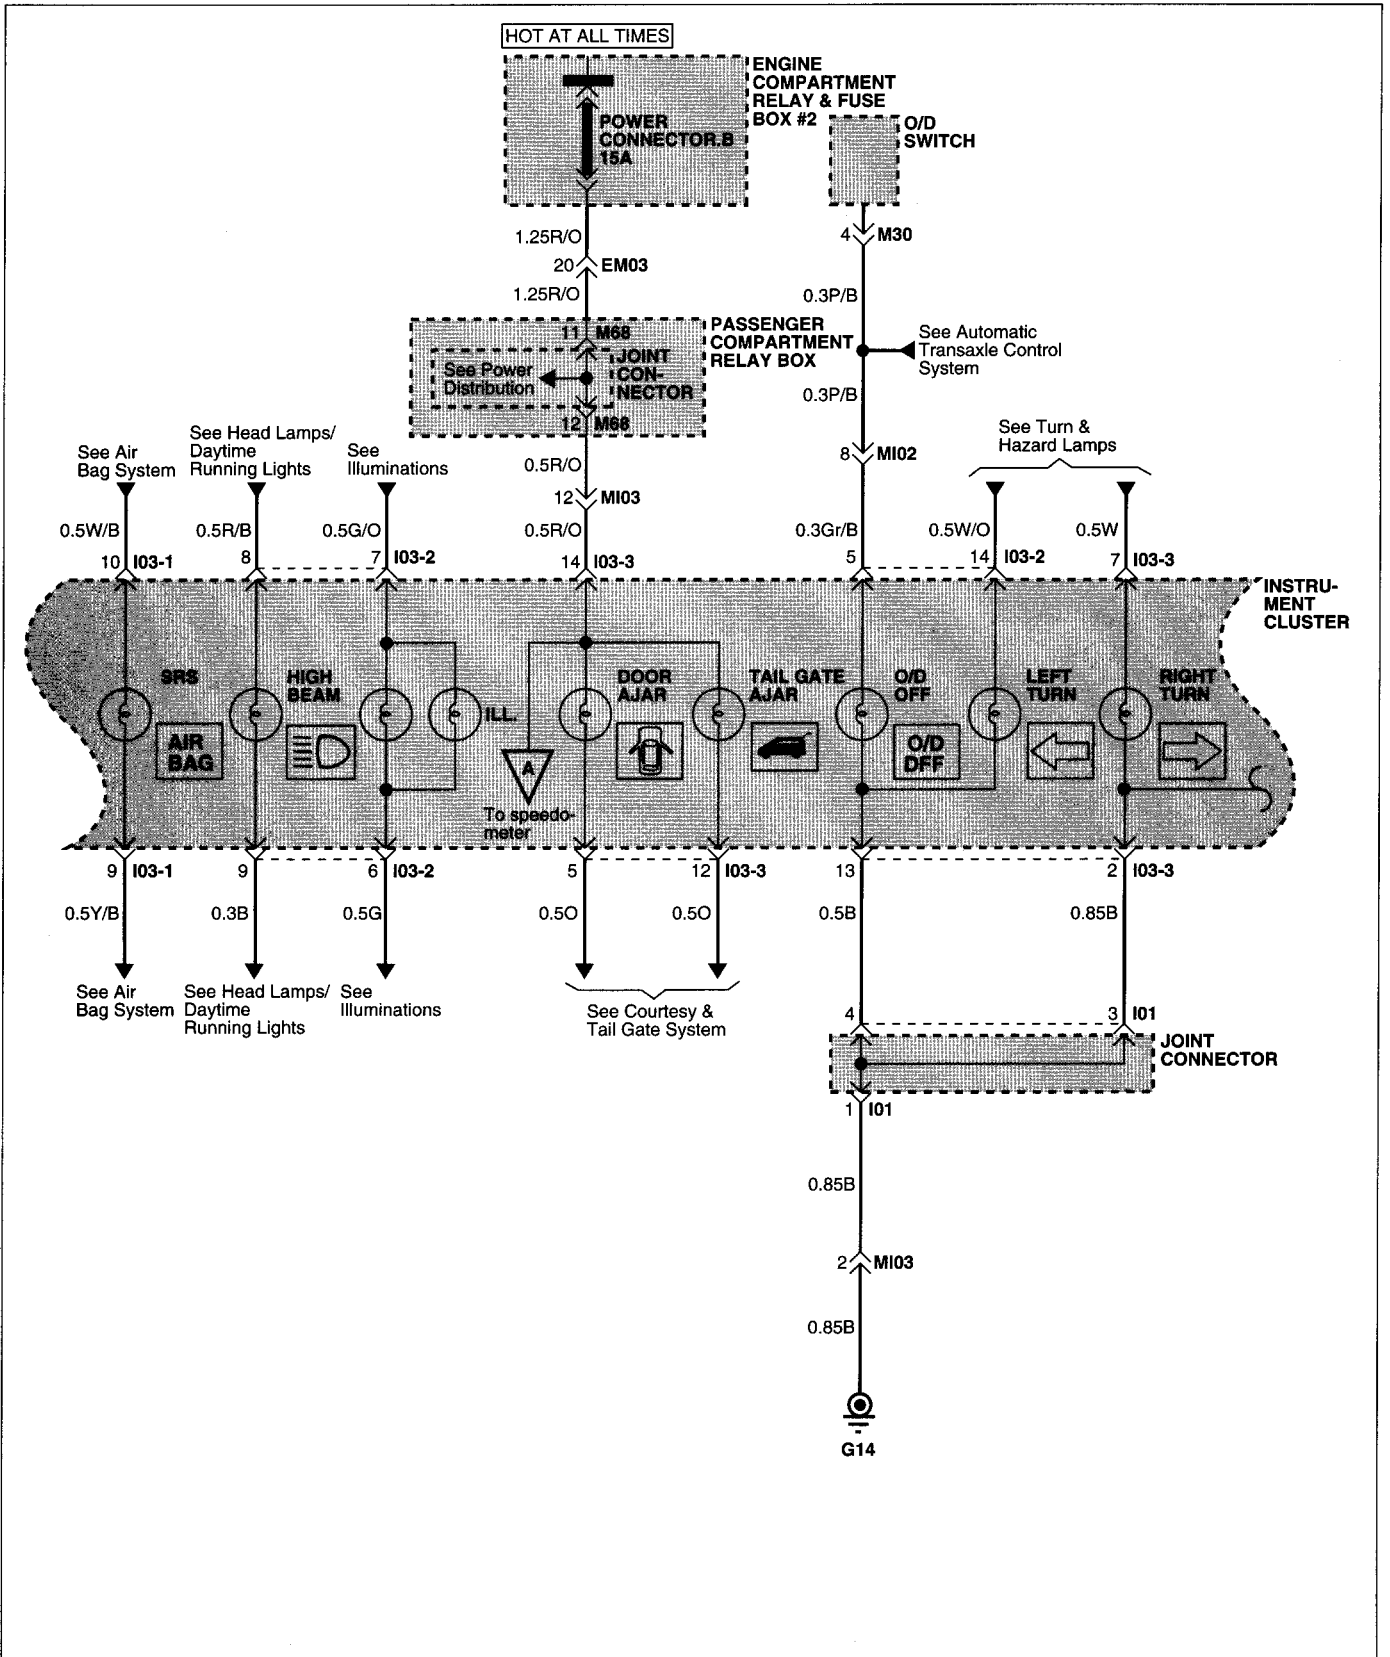 HOT AT ALL TIMES
ENGINE
COMPARTMENT
RELAY & FUSE
BOX #2
POWER
CONNECTOR.B
15A
O/D
SWITCH
1.25R/O
4 M30
20 EM03
1.25R/O
0.3P/B
PASSENGER
COMPARTMENT
RELAY BOX
11 M68
JOINT
CON-
NECTOR
See Power
Distribution
12 M68
See Automatic
Transaxle Control
System
0.3P/B
See Air
Bag System
See Head Lamps/
Daytime
Running Lights
See
Illuminations
0.5R/O
12 MI03
8 MI02
See Turn &
Hazard Lamps
0.5W/B
0.5R/B
0.5G/O
0.5R/O
0.3Gr/B
0.5W/O
0.5W
10 I03-1
8
7 I03-2
14 I03-3
5
14 I03-2
7 I03-3
INSTRU-
MENT
CLUSTER
SRS
HIGH
BEAM
ILL.
DOOR
AJAR
TAIL GATE
AJAR
O/D
OFF
LEFT
TURN
RIGHT
TURN
AIR
BAG
O/D
DFF
A
To speedo-
meter
9 I03-1
9
6 I03-2
5
12 I03-3
13
2 I03-3
0.5Y/B
0.3B
0.5G
0.5O
0.5O
0.5B
0.85B
See Air
Bag System
See Head Lamps/
Daytime
Running Lights
See
Illuminations
See Courtesy &
Tail Gate System
4
3 I01
JOINT
CONNECTOR
1 I01
0.85B
2 MI03
0.85B
G14